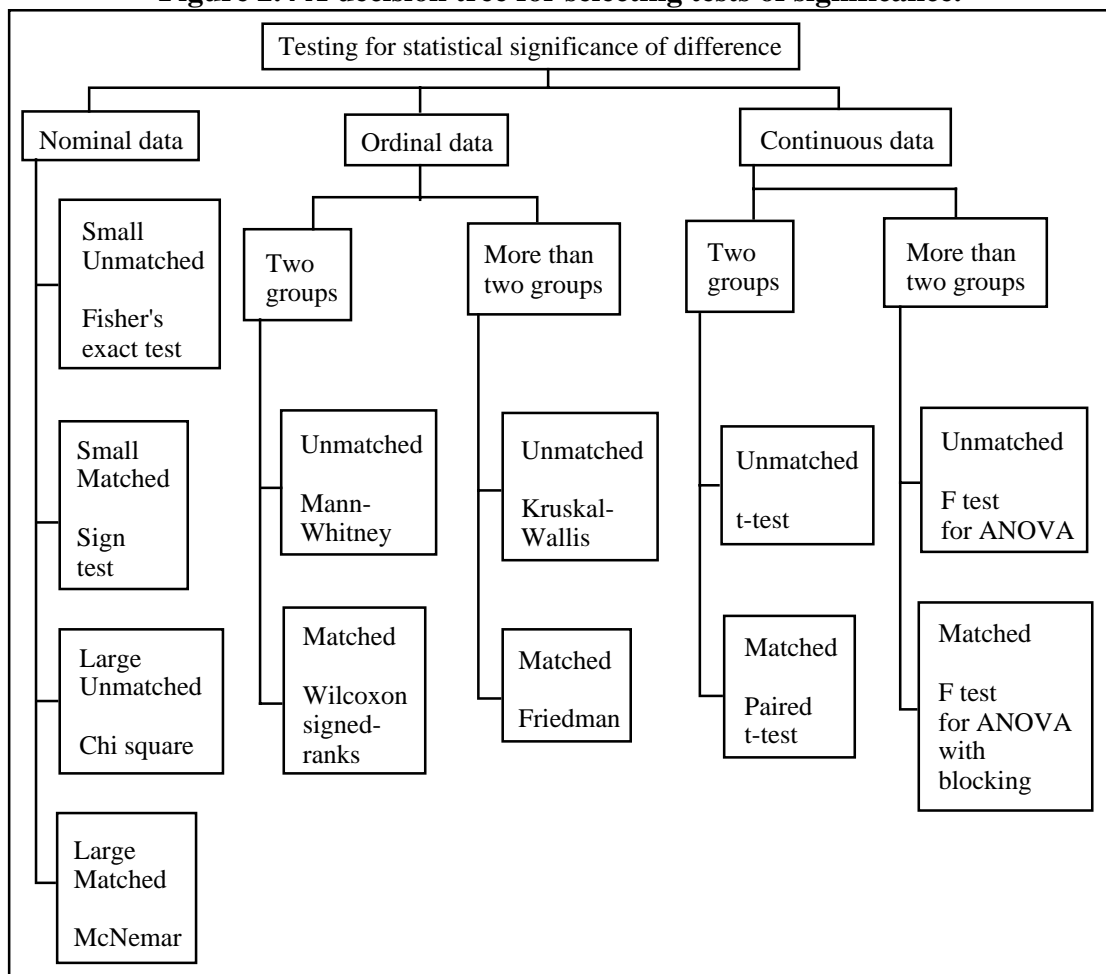 Figure A decision tree for selecting tests of significance.
Testing for statistical significance of difference
Nominal data
Small
Unmatched
Fisher's
exact test
Small
Matched
Sign
test
Large
Unmatched
Chi square
Large
Matched
McNemar
Ordinal data
Two
groups
Unmatched
Mann-
Whitney
Matched
Wilcoxon
signed-
ranks
More than
two groups
Unmatched
Kruskal-
Wallis
Matched
Friedman
Continuous data
Two
groups
Unmatched
t-test
Matched
Paired
t-test
More than
two groups
Unmatched
F test
for ANOVA
Matched
F test
for ANOVA
with
blocking